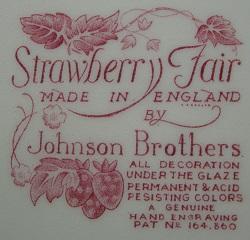 Strawberry Fair
MADE IN ENGLAND
BY
Johnson Brothers
ALL DECORATION
UNDER THE GLAZE
PERMANENT & ACID
RESISTING COLORS
A GENUINE
HAND ENGRAVING
PAT No 164.860